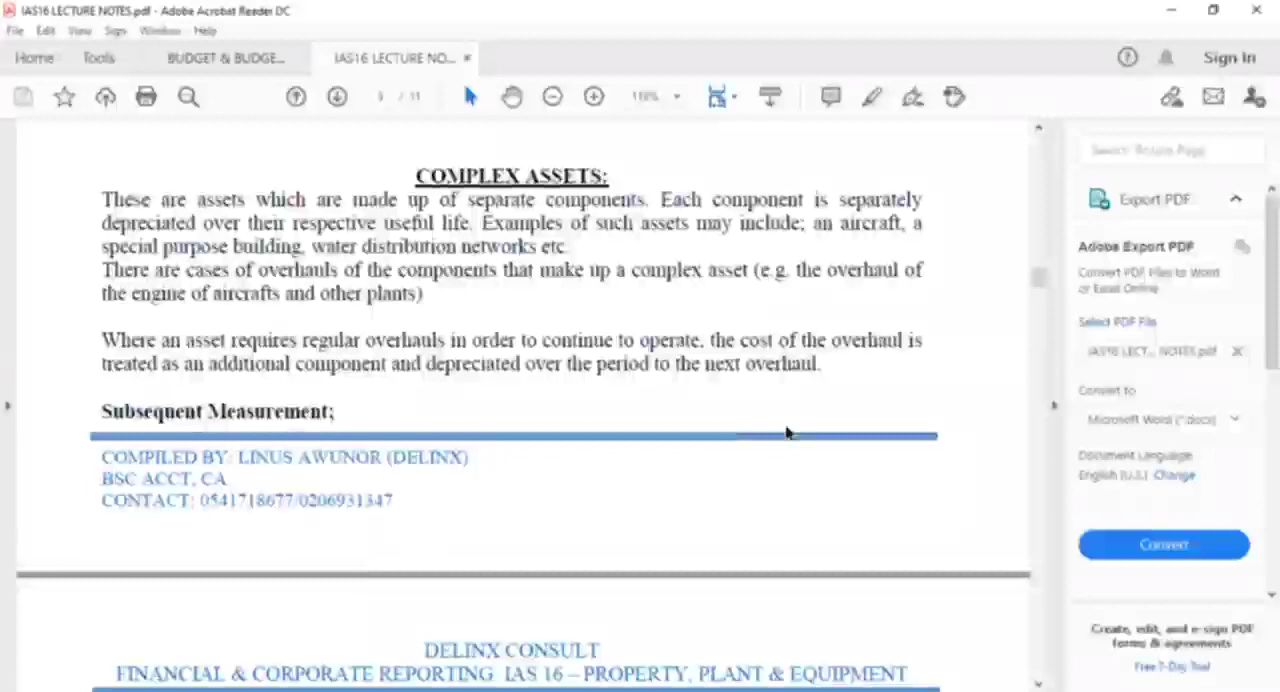 IAS16 LECTURE NOTES.pdf - Adobe Acrobat Reader DC
File Edit View Sign Window Help
Home Tools BUDGET & BUDGE... IAS16 LECTURE NO... ×
Sign In
/ 11
118%
COMPLEX ASSETS:
These are assets which are made up of separate components. Each component is separately
depreciated over their respective useful life. Examples of such assets may include; an aircraft, a
special purpose building, water distribution networks etc.
There are cases of overhauls of the components that make up a complex asset (e.g. the overhaul of
the engine of aircrafts and other plants)
Where an asset requires regular overhauls in order to continue to operate, the cost of the overhaul is
treated as an additional component and depreciated over the period to the next overhaul.
Subsequent Measurement;
COMPILED BY: LINUS AWUNOR (DELINX)
BSC ACCT, CA
CONTACT: 0541718677/0206931347
DELINX CONSULT
FINANCIAL & CORPORATE REPORTING IAS 16 – PROPERTY, PLANT & EQUIPMENT
Export PDF
Adobe Export PDF
Convert PDF Files to Word
or Excel Online
Select PDF File
IAS16 LECT... NOTES.pdf ×
Convert to
Microsoft Word (*.docx)
Document Language:
English (U.S.) Change
Convert
Create, edit, and e-sign PDF
forms & agreements
Free 7-Day Trial